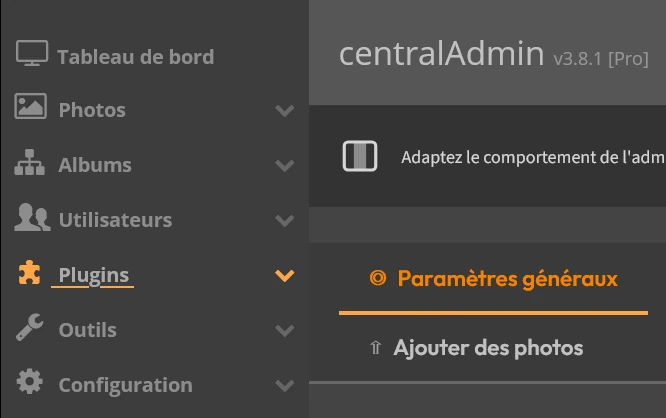 Tableau de bord
Photos
Albums
Utilisateurs
Plugins
Outils
Configuration
centralAdmin v3.8.1 [Pro]
Adaptez le comportement de l'adm
Paramètres généraux
Ajouter des photos